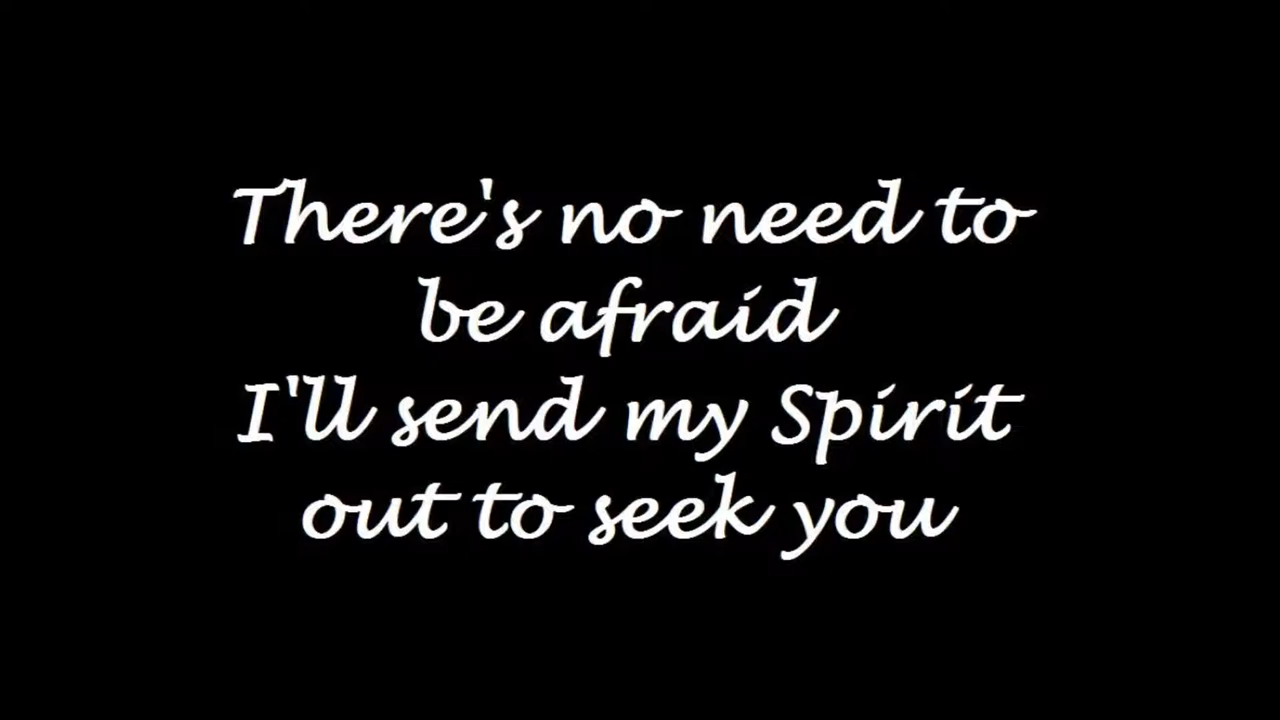 There's no need to
be afraid
I'll send my Spirit
out to seek you